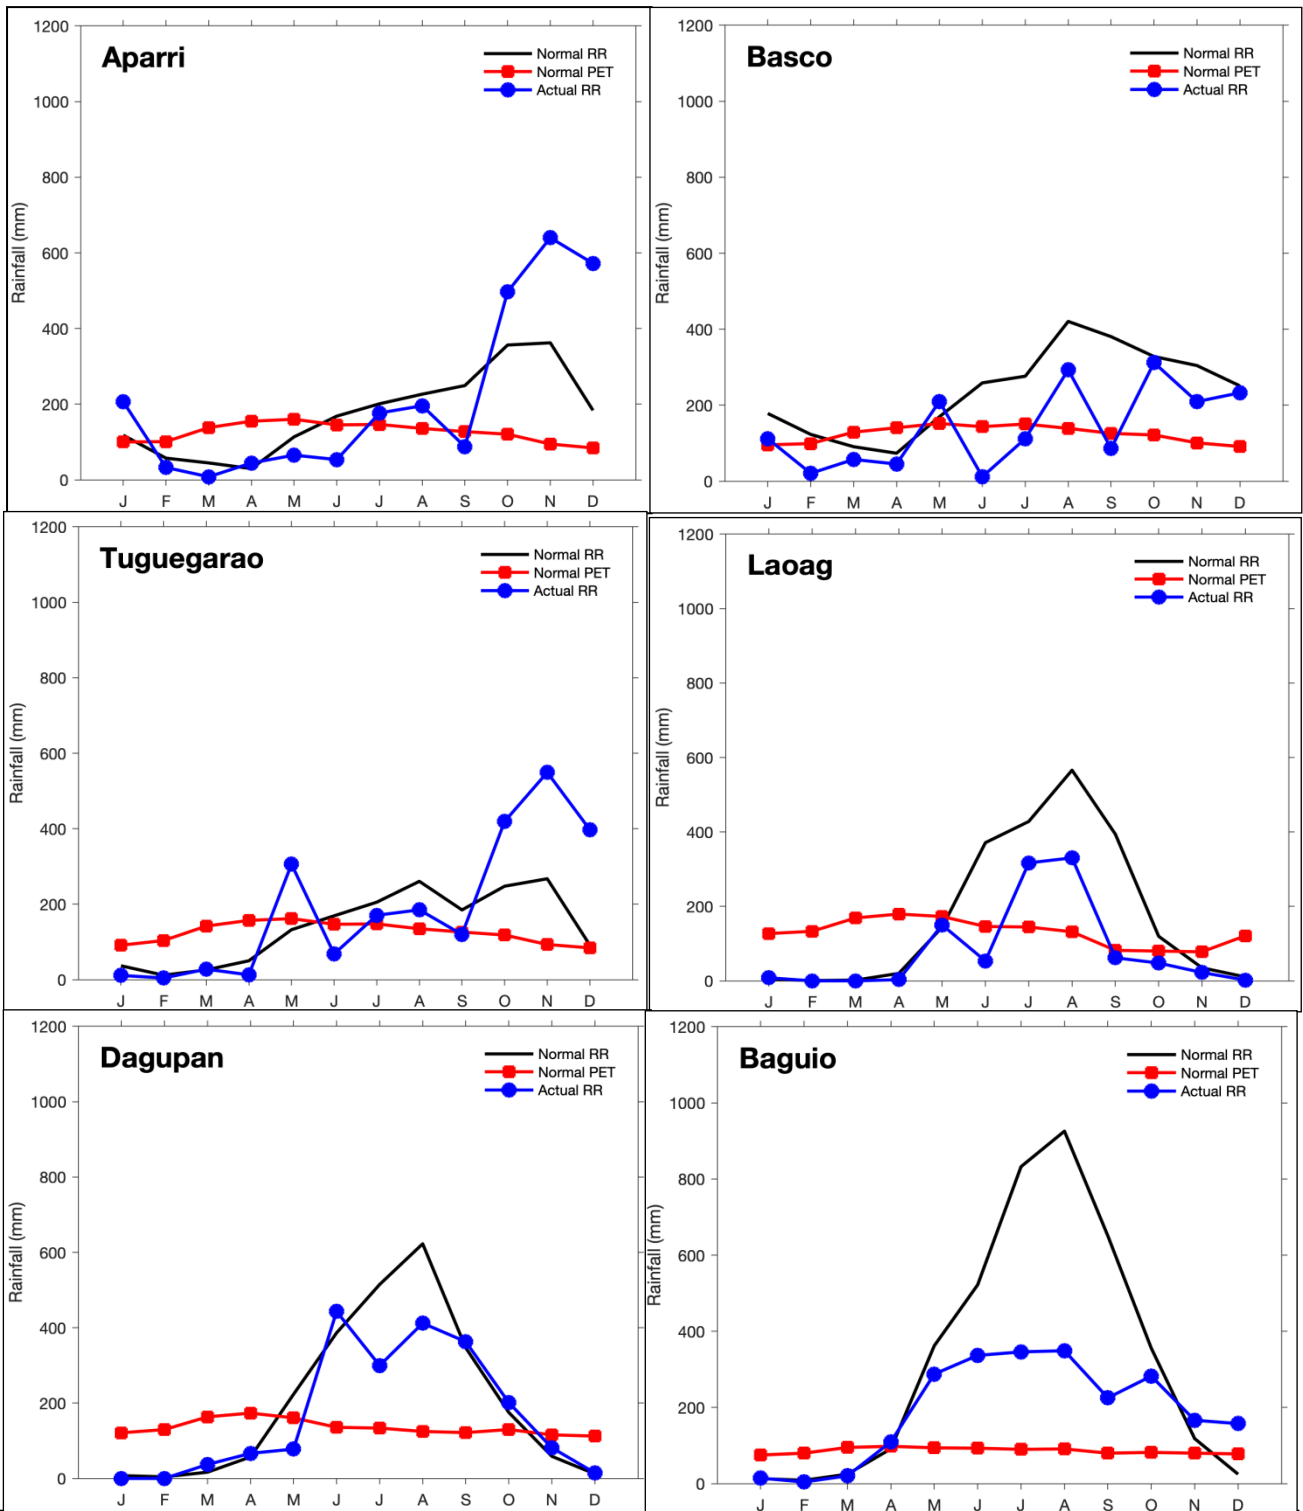 Aparri
Normal RR
Normal PET
Actual RR
Rainfall (mm)
1200
1000
800
600
400
200
0
J F M A M J J A S O N D
Basco
Normal RR
Normal PET
Actual RR
Rainfall (mm)
1200
1000
800
600
400
200
0
J F M A M J J A S O N D
Tuguegarao
Normal RR
Normal PET
Actual RR
Rainfall (mm)
1200
1000
800
600
400
200
0
J F M A M J J A S O N D
Laoag
Normal RR
Normal PET
Actual RR
Rainfall (mm)
1200
1000
800
600
400
200
0
J F M A M J J A S O N D
Dagupan
Normal RR
Normal PET
Actual RR
Rainfall (mm)
1200
1000
800
600
400
200
0
J F M A M J J A S O N D
Baguio
Normal RR
Normal PET
Actual RR
Rainfall (mm)
1200
1000
800
600
400
200
0
J F M A M J J A S O N D